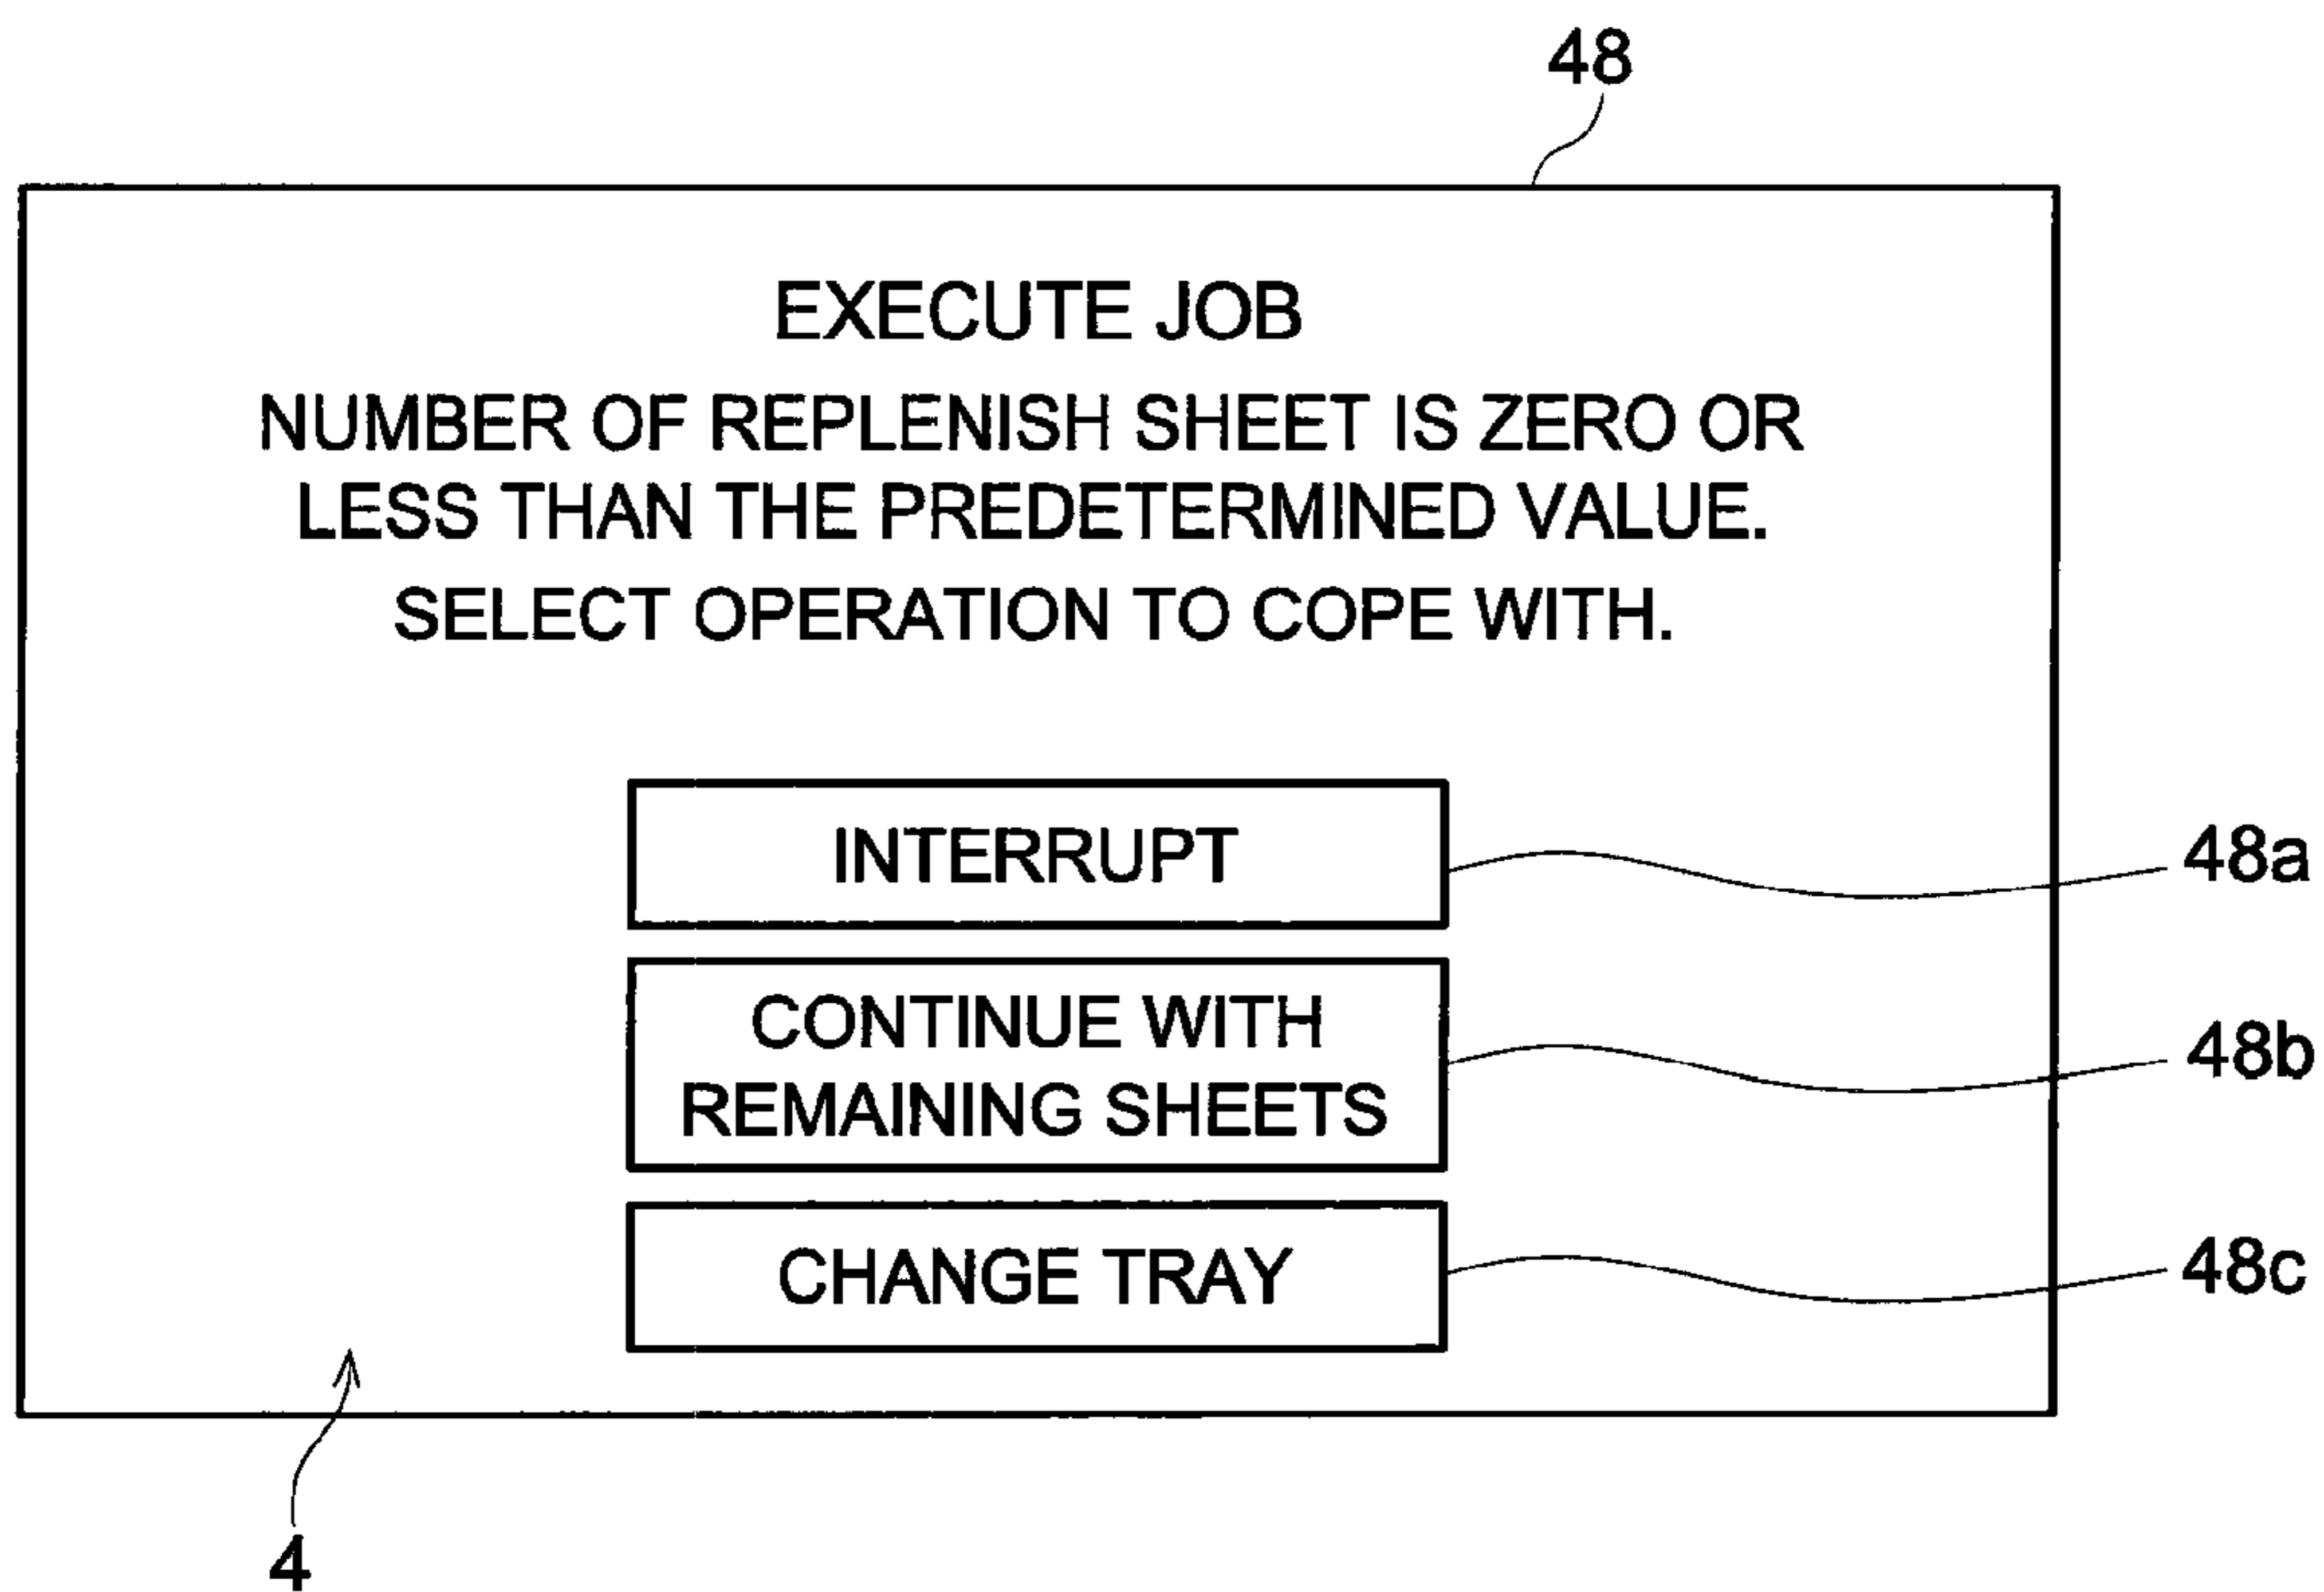 48
EXECUTE JOB
NUMBER OF REPLENISH SHEET IS ZERO OR
LESS THAN THE PREDETERMINED VALUE.
SELECT OPERATION TO COPE WITH.
INTERRUPT
48a
CONTINUE WITH
REMAINING SHEETS
48b
CHANGE TRAY
48c
4